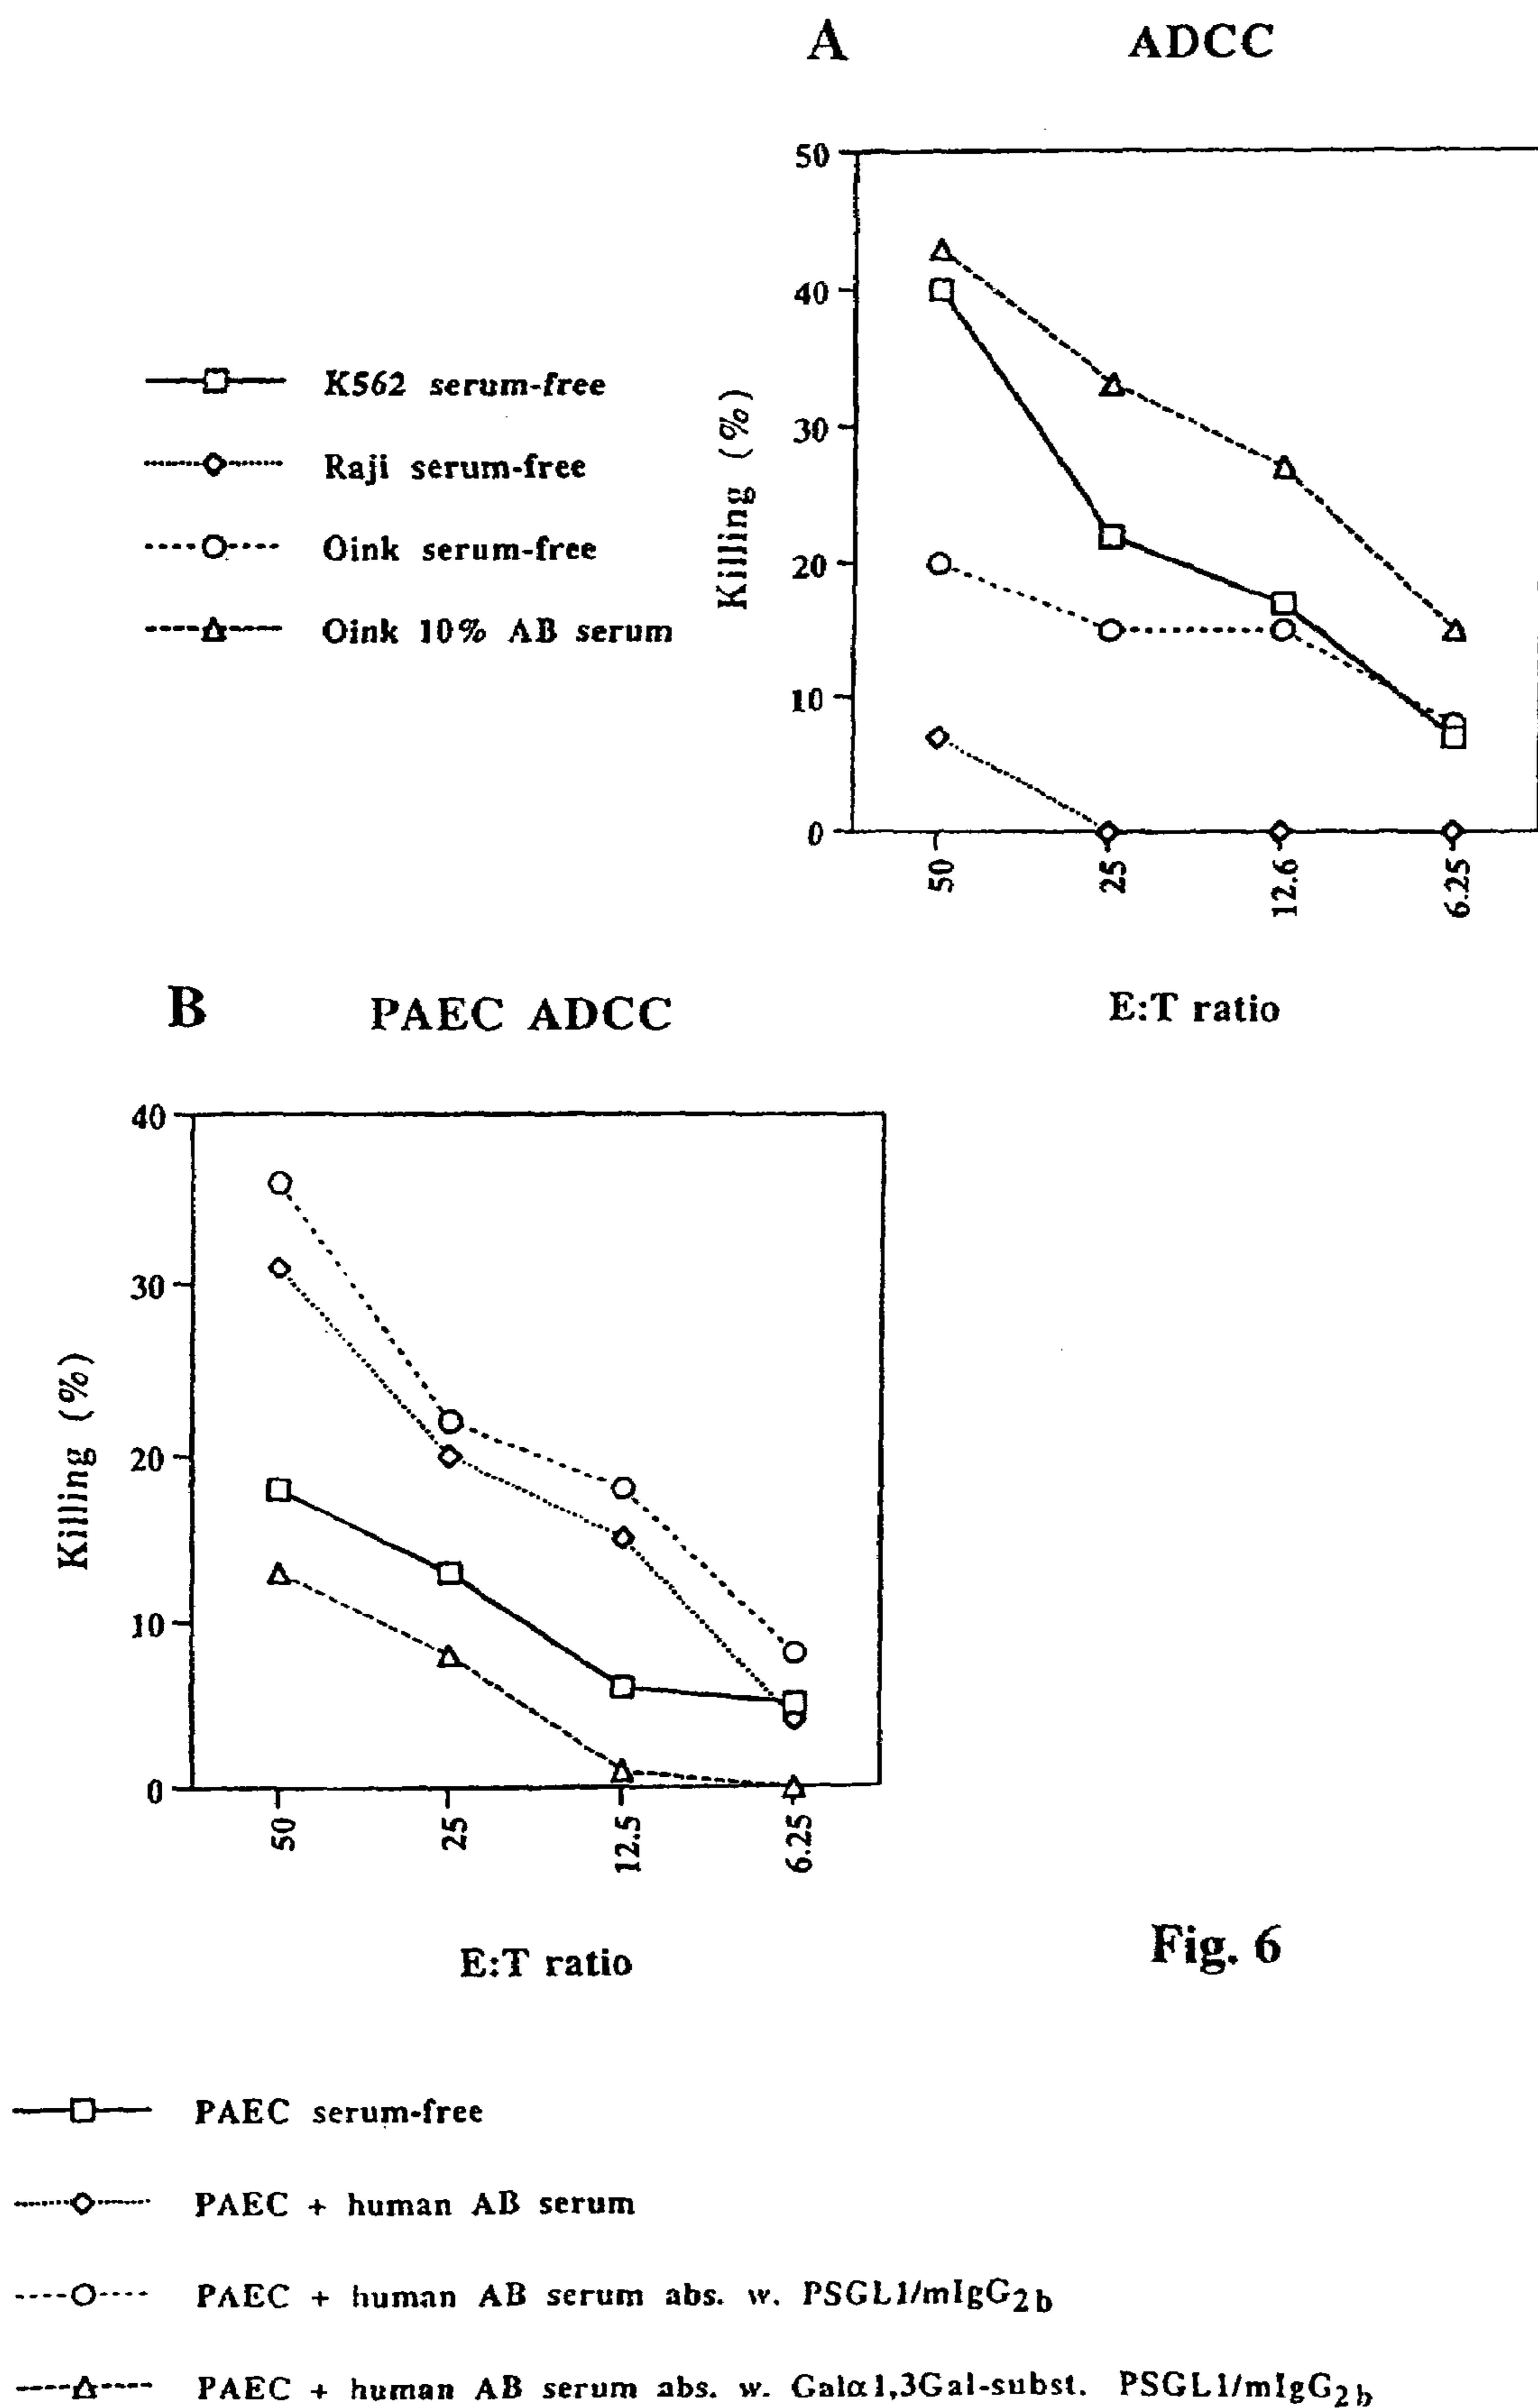 A ADCC
50
40
30
20
10
0
Killing (%)
50 25 12.6 6.25
E:T ratio
K562 serum-free
Raji serum-free
Oink serum-free
Oink 10% AB serum
B PAEC ADCC
40
30
20
10
0
Killing (%)
50 25 12.5 6.25
E:T ratio
Fig. 6
PAEC serum-free
PAEC + human AB serum
PAEC + human AB serum abs. w. PSGL1/mIgG2b
PAEC + human AB serum abs. w. Galα1,3Gal-subst. PSGL1/mIgG2b